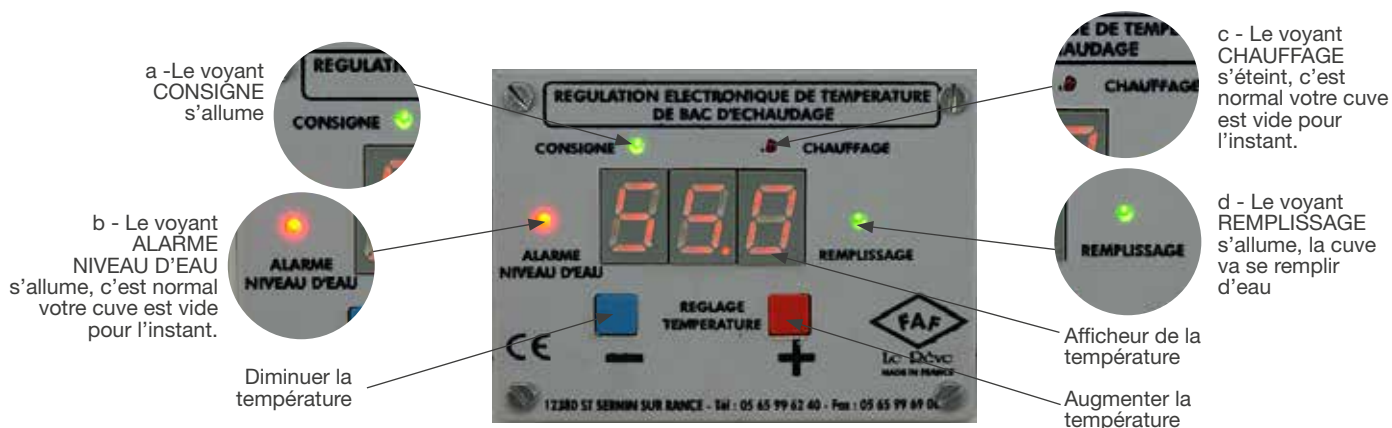 a -Le voyant
CONSIGNE
s'allume
REGULATI
CONSIGNE
b - Le voyant
ALARME
NIVEAU D'EAU
s'allume, c'est normal
votre cuve est vide
pour l'instant.
ALARME
NIVEAU D'EAU
Diminuer la
température
REGULATION ELECTRONIQUE DE TEMPERATURE
DE BAC D'ECHAUDAGE
CONSIGNE
CHAUFFAGE
55.0
ALARME
NIVEAU D'EAU
REMPLISSAGE
REGLAGE
TEMPERATURE
−
+
CE
FAF
Le Rêve
MADE IN FRANCE
12380 ST SERNIN SUR RANCE - Tél : 05 65 99 62 40 - Fax : 05 65 99 69 0
E DE TEMP
AUDAGE
CHAUFFAGE
c - Le voyant
CHAUFFAGE
s'éteint, c'est
normal votre cuve
est vide pour
l'instant.
REMPLISSAGE
d - Le voyant
REMPLISSAGE
s'allume, la cuve
va se remplir
d'eau
Afficheur de la
température
Augmenter la
température